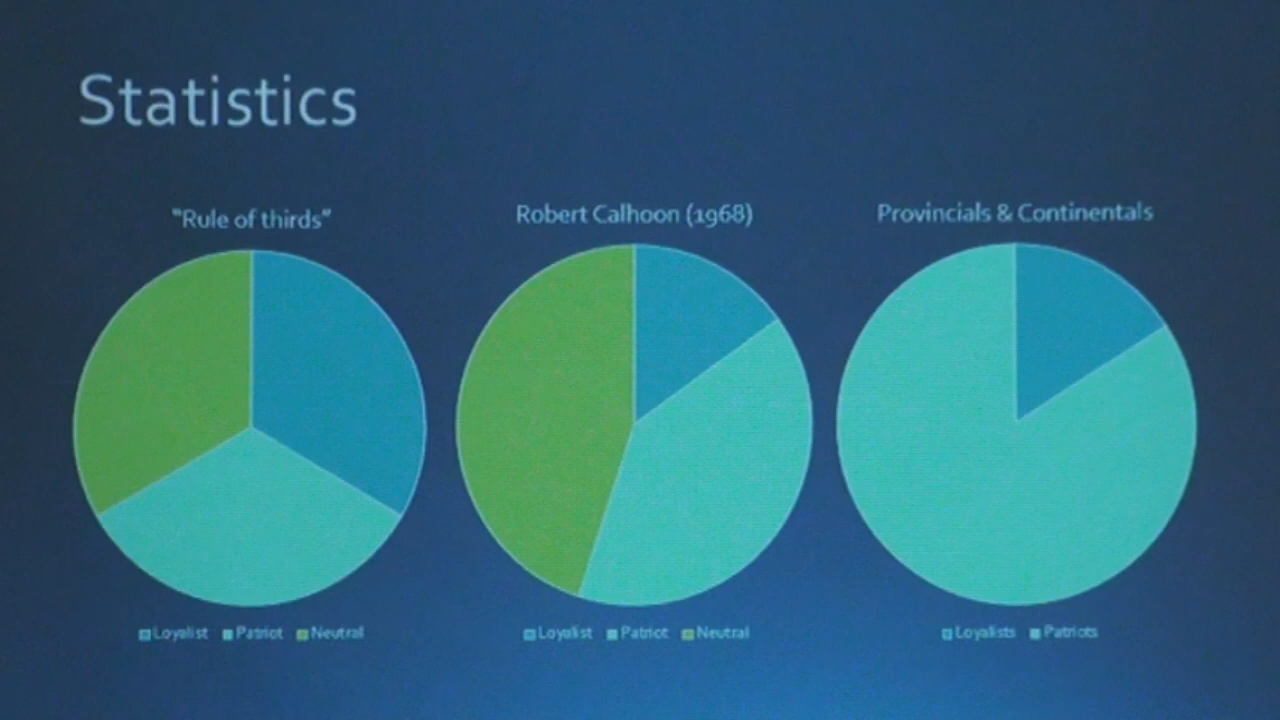 Statistics
"Rule of thirds"
Robert Calhoon (1968)
Provincials & Continentals
Loyalist Patriot Neutral
Loyalist Patriot Neutral
Loyalists Patriots